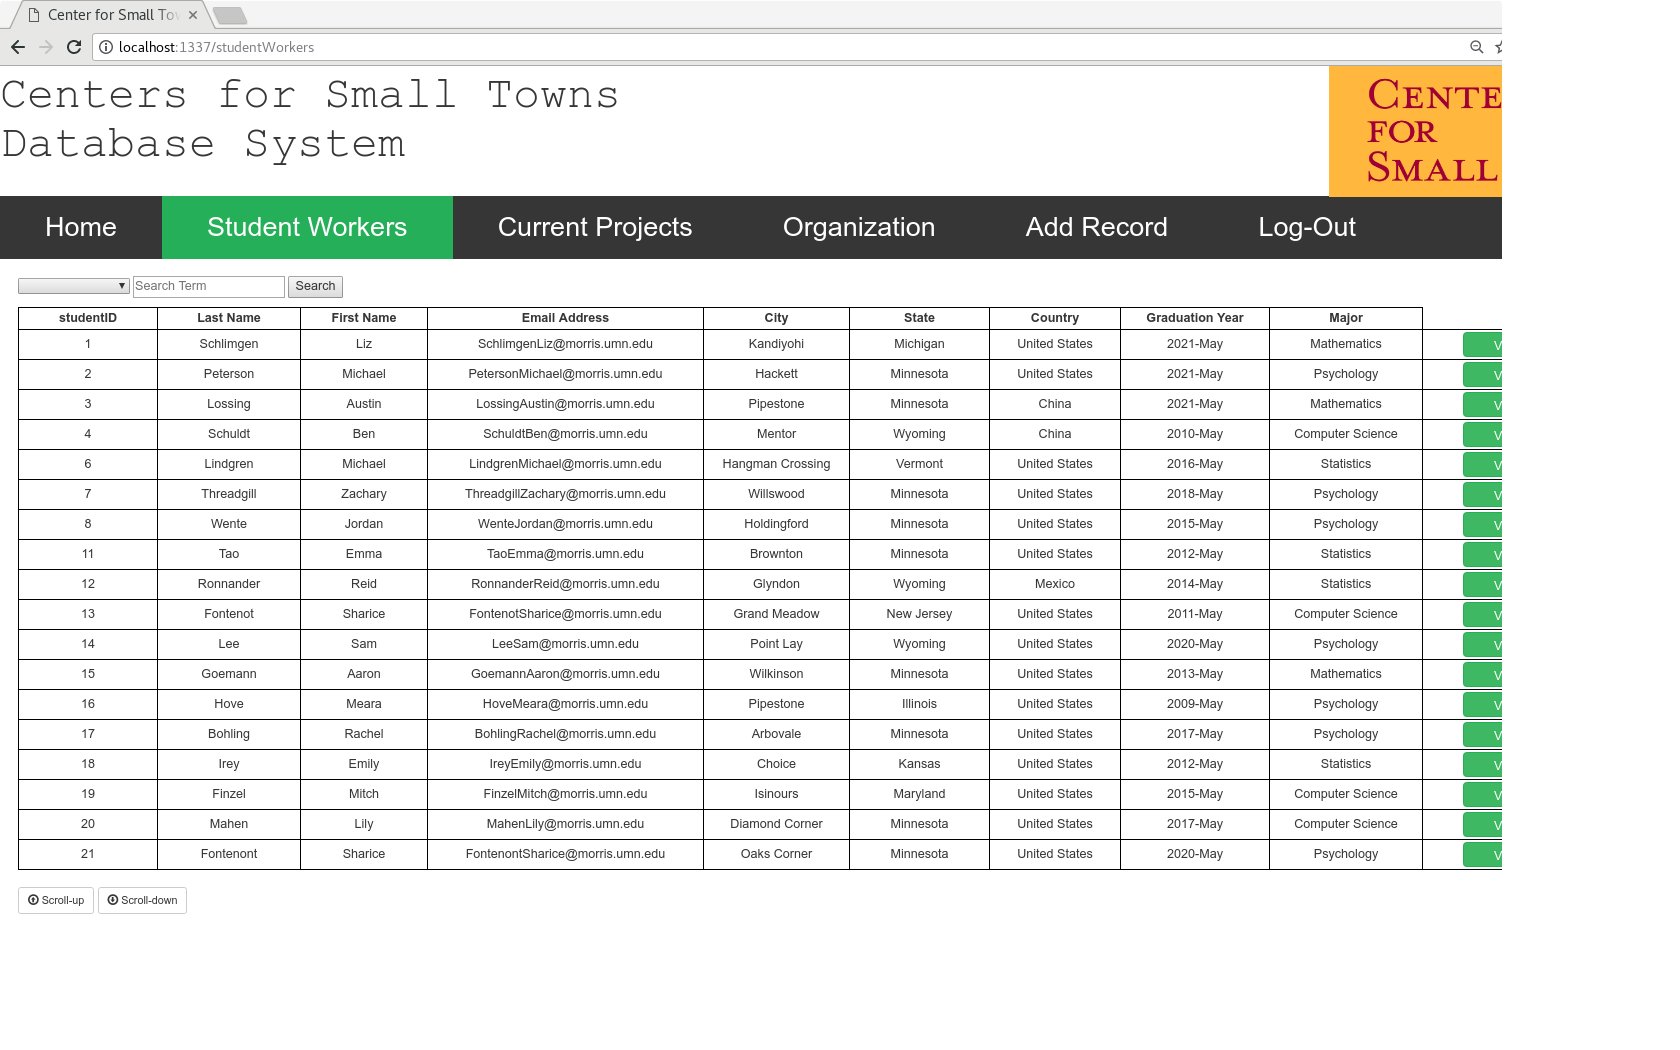 Center for Small To
localhost:1337/studentWorkers
Centers for Small Towns
Database System
CENTE
FOR
SMALL
Home Student Workers Current Projects Organization Add Record Log-Out
Search Term Search
studentID Last Name First Name Email Address City State Country Graduation Year Major
1 Schlimgen Liz SchlimgenLiz@morris.umn.edu Kandiyohi Michigan United States 2021-May Mathematics V
2 Peterson Michael PetersonMichael@morris.umn.edu Hackett Minnesota United States 2021-May Psychology V
3 Lossing Austin LossingAustin@morris.umn.edu Pipestone Minnesota China 2021-May Mathematics V
4 Schuldt Ben SchuldtBen@morris.umn.edu Mentor Wyoming China 2010-May Computer Science V
6 Lindgren Michael LindgrenMichael@morris.umn.edu Hangman Crossing Vermont United States 2016-May Statistics V
7 Threadgill Zachary ThreadgillZachary@morris.umn.edu Willswood Minnesota United States 2018-May Psychology V
8 Wente Jordan WenteJordan@morris.umn.edu Holdingford Minnesota United States 2015-May Psychology V
11 Tao Emma TaoEmma@morris.umn.edu Brownton Minnesota United States 2012-May Statistics V
12 Ronnander Reid RonnanderReid@morris.umn.edu Glyndon Wyoming Mexico 2014-May Statistics V
13 Fontenot Sharice FontenotSharice@morris.umn.edu Grand Meadow New Jersey United States 2011-May Computer Science V
14 Lee Sam LeeSam@morris.umn.edu Point Lay Wyoming United States 2020-May Psychology V
15 Goemann Aaron GoemannAaron@morris.umn.edu Wilkinson Minnesota United States 2013-May Mathematics V
16 Hove Meara HoveMeara@morris.umn.edu Pipestone Illinois United States 2009-May Psychology V
17 Bohling Rachel BohlingRachel@morris.umn.edu Arbovale Minnesota United States 2017-May Psychology V
18 Irey Emily IreyEmily@morris.umn.edu Choice Kansas United States 2012-May Statistics V
19 Finzel Mitch FinzelMitch@morris.umn.edu Isinours Maryland United States 2015-May Computer Science V
20 Mahen Lily MahenLily@morris.umn.edu Diamond Corner Minnesota United States 2017-May Computer Science V
21 Fontenont Sharice FontenontSharice@morris.umn.edu Oaks Corner Minnesota United States 2020-May Psychology V
Scroll-up Scroll-down